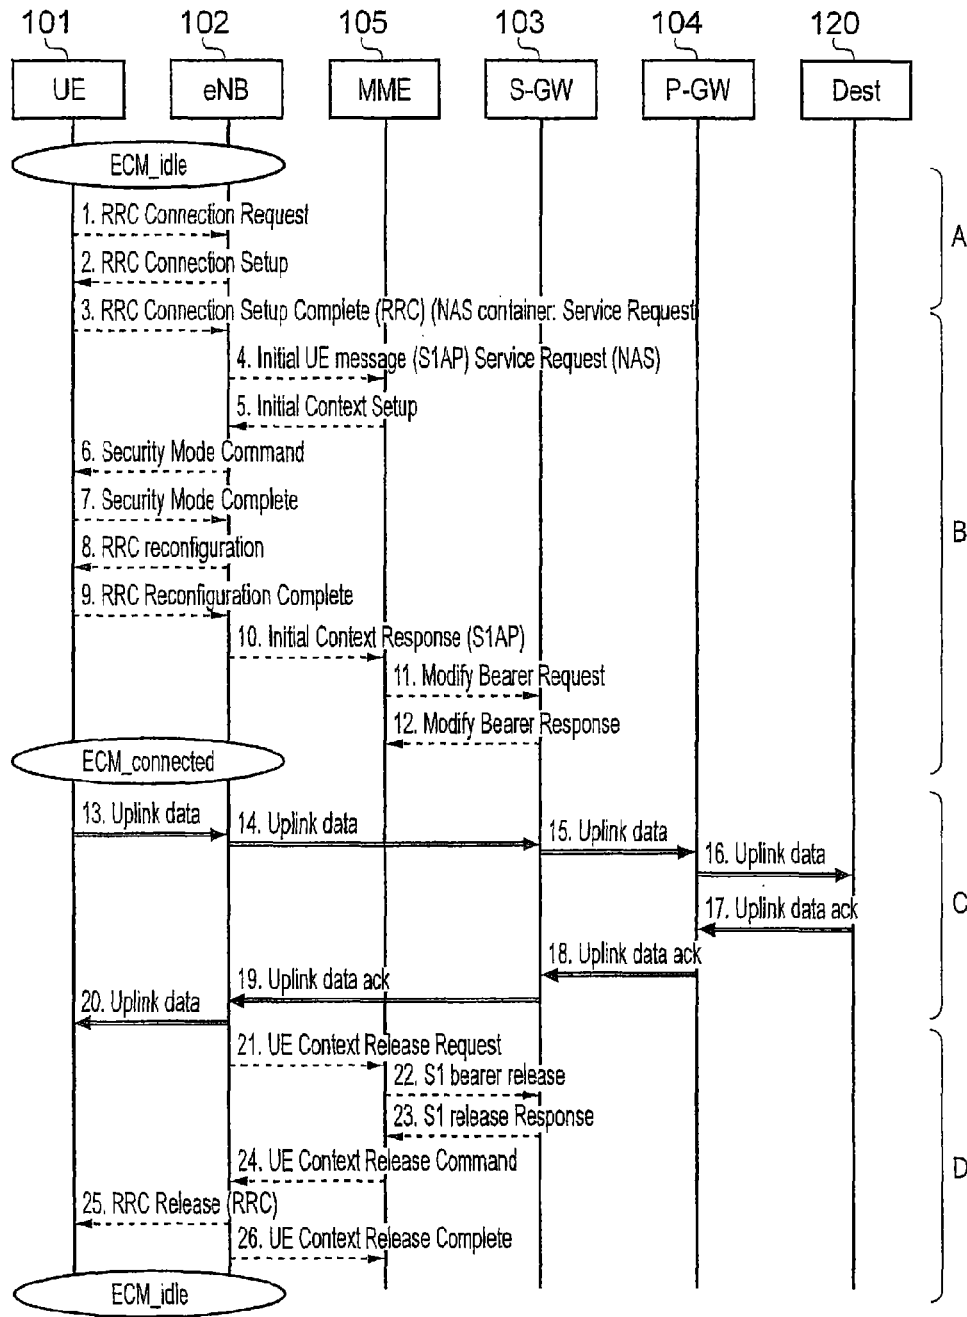 101 102 105 103 104 120
UE eNB MME S-GW P-GW Dest
ECM_idle
A
1. RRC Connection Request
2. RRC Connection Setup
3. RRC Connection Setup Complete (RRC) (NAS container: Service Request
4. Initial UE message (S1AP) Service Request (NAS)
5. Initial Context Setup
6. Security Mode Command
7. Security Mode Complete
B
8. RRC reconfiguration
9. RRC Reconfiguration Complete
10. Initial Context Response (S1AP)
11. Modify Bearer Request
12. Modify Bearer Response
ECM_connected
13. Uplink data
14. Uplink data
15. Uplink data
16. Uplink data
C
17. Uplink data ack
18. Uplink data ack
19. Uplink data ack
20. Uplink data
21. UE Context Release Request
22. S1 bearer release
23. S1 release Response
24. UE Context Release Command
D
25. RRC Release (RRC)
26. UE Context Release Complete
ECM_idle